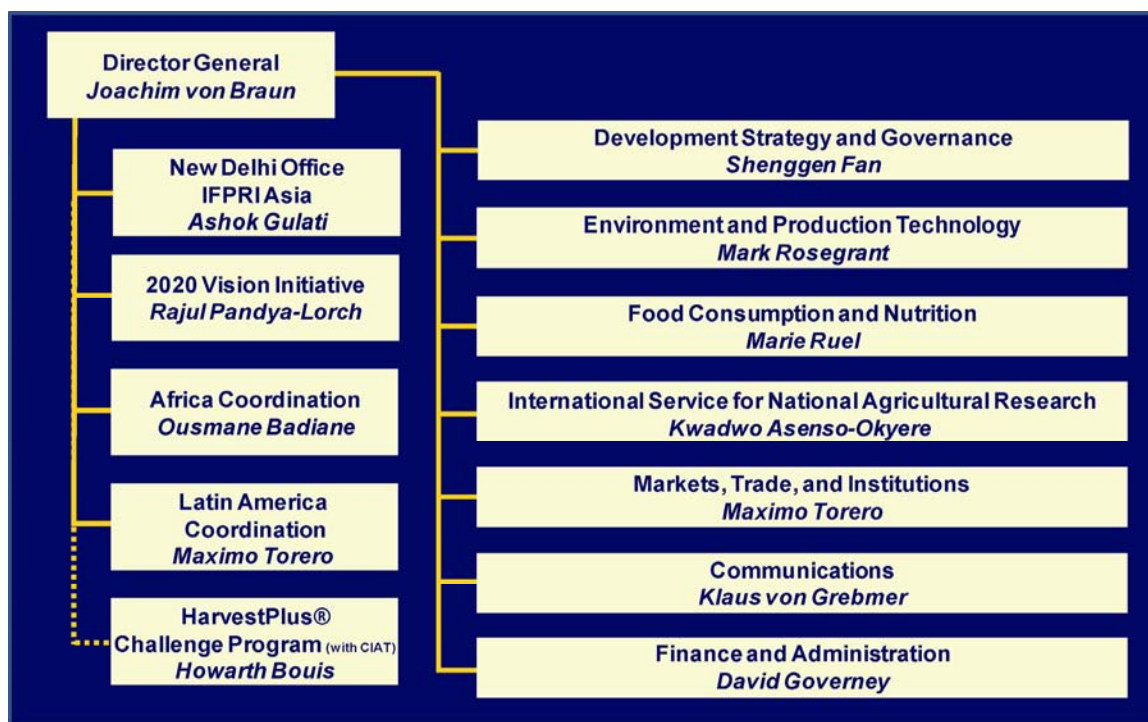 Director General
Joachim von Braun
New Delhi Office
IFPRI Asia
Ashok Gulati
2020 Vision Initiative
Rajul Pandya-Lorch
Africa Coordination
Ousmane Badiane
Latin America
Coordination
Maximo Torero
HarvestPlus®
Challenge Program (with CIAT)
Howarth Bouis
Development Strategy and Governance
Shenggen Fan
Environment and Production Technology
Mark Rosegrant
Food Consumption and Nutrition
Marie Ruel
International Service for National Agricultural Research
Kwadwo Asenso-Okyere
Markets, Trade, and Institutions
Maximo Torero
Communications
Klaus von Grebmer
Finance and Administration
David Governey